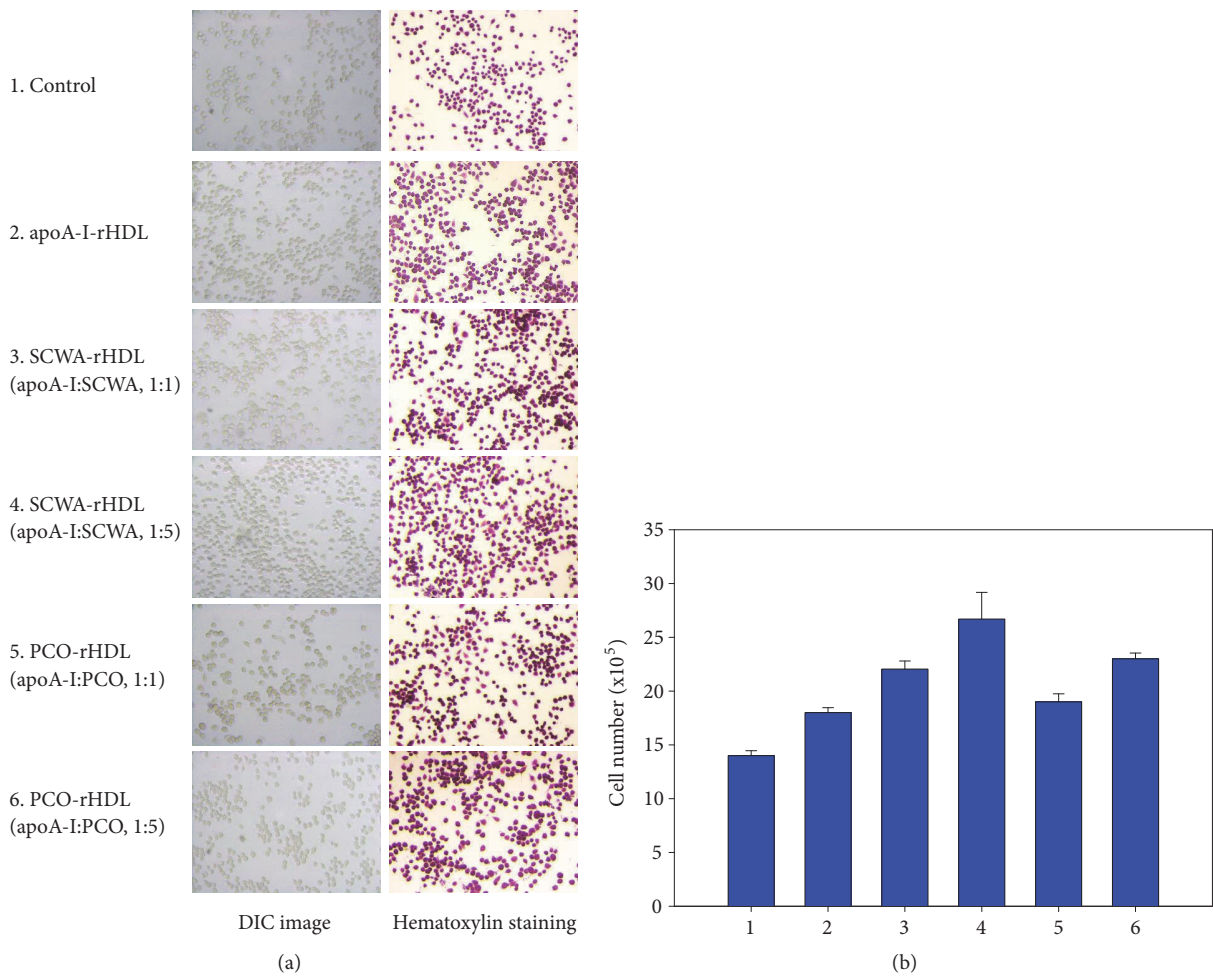 1. Control
2. apoA-I-rHDL
3. SCWA-rHDL
(apoA-I:SCWA, 1:1)
4. SCWA-rHDL
(apoA-I:SCWA, 1:5)
5. PCO-rHDL
(apoA-I:PCO, 1:1)
6. PCO-rHDL
(apoA-I:PCO, 1:5)
DIC image
Hematoxylin staining
(a)
Cell number (x10⁵)
35
30
25
20
15
10
5
0
1
2
3
4
5
6
(b)